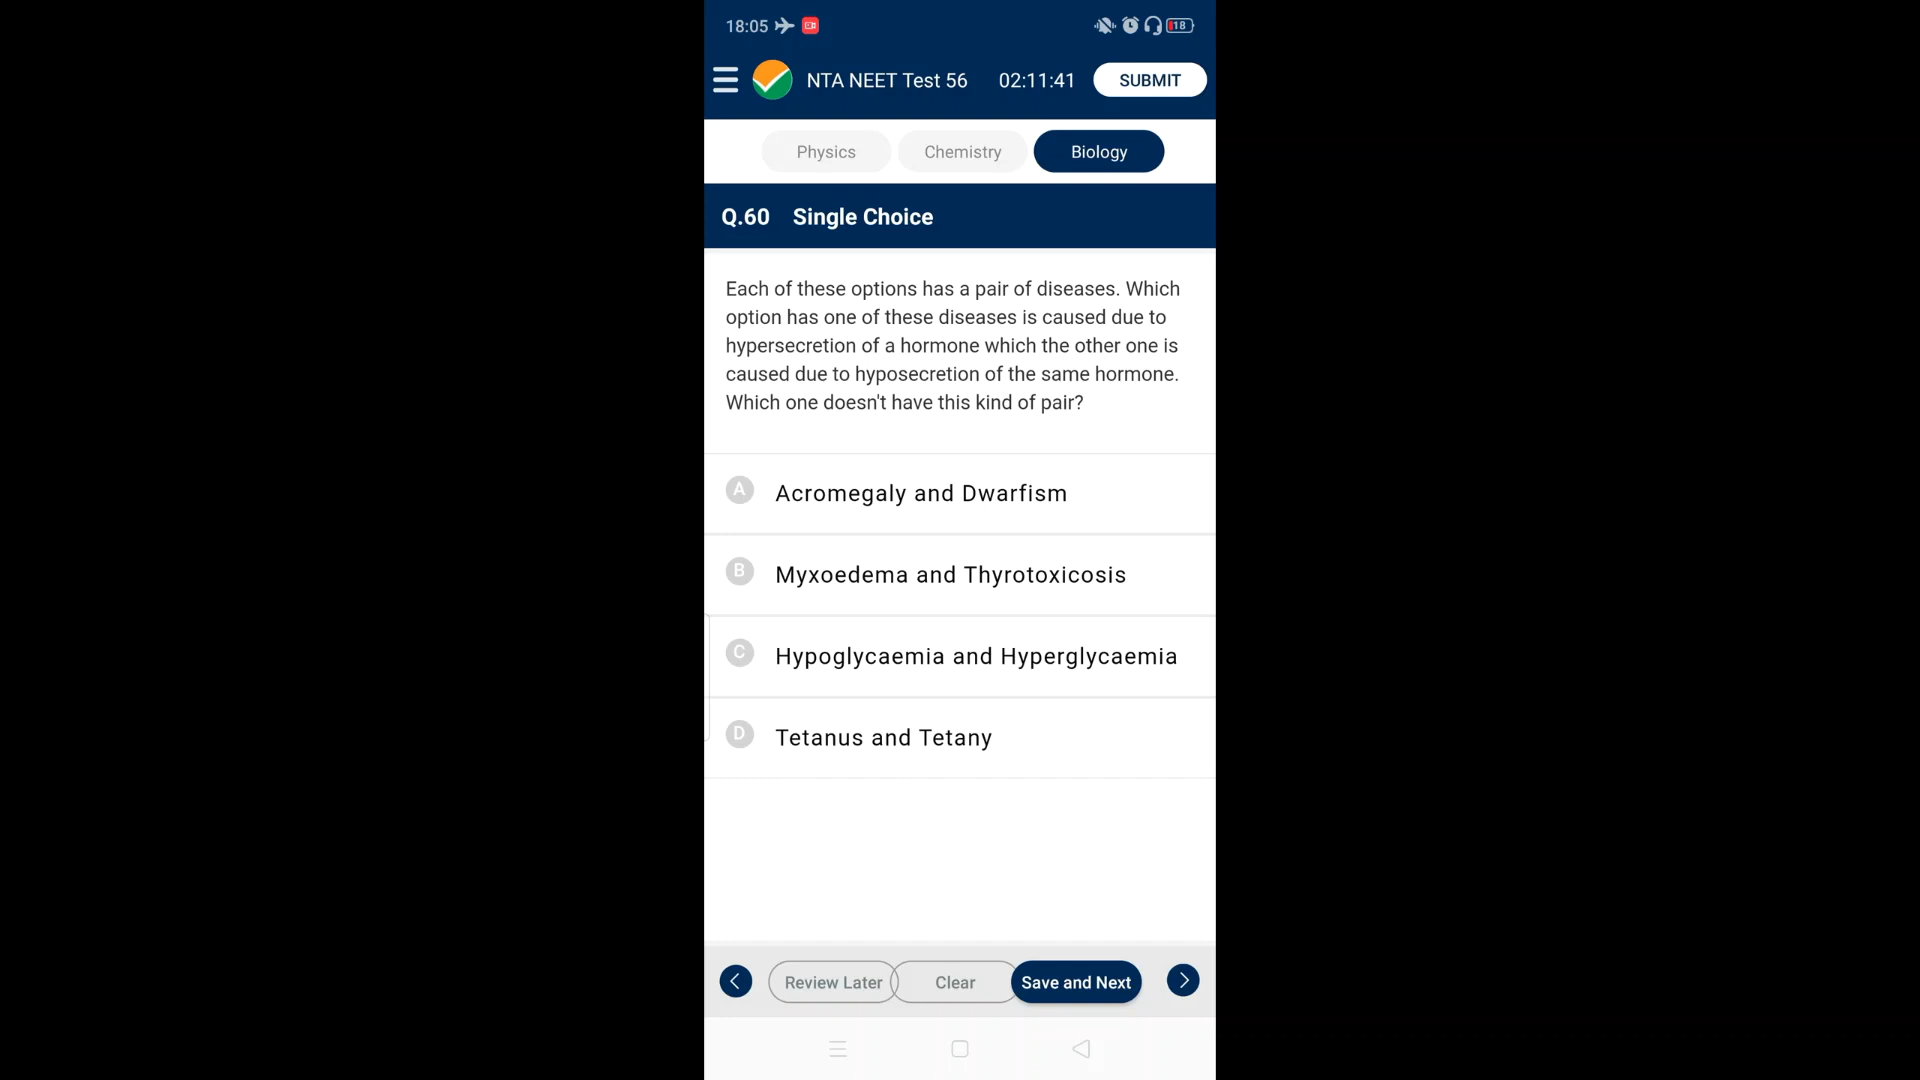 18:05
18
NTA NEET Test 56 02:11:41 SUBMIT
Physics Chemistry Biology
Q.60 Single Choice
Each of these options has a pair of diseases. Which
option has one of these diseases is caused due to
hypersecretion of a hormone which the other one is
caused due to hyposecretion of the same hormone.
Which one doesn't have this kind of pair?
A Acromegaly and Dwarfism
B Myxoedema and Thyrotoxicosis
C Hypoglycaemia and Hyperglycaemia
D Tetanus and Tetany
Review Later Clear Save and Next